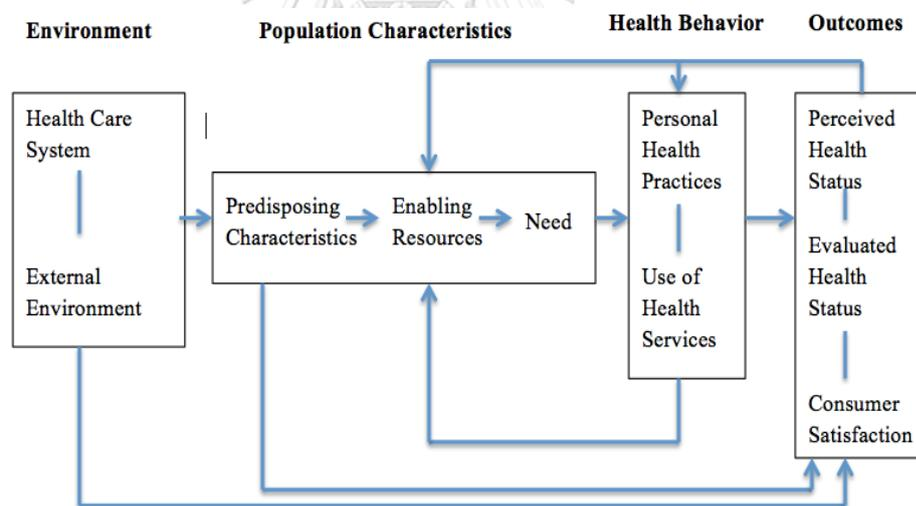 Environment
Population Characteristics
Health Behavior
Outcomes
Health Care
System
External
Environment
Predisposing
Characteristics
Enabling
Resources
Need
Personal
Health
Practices
Use of
Health
Services
Perceived
Health
Status
Evaluated
Health
Status
Consumer
Satisfaction